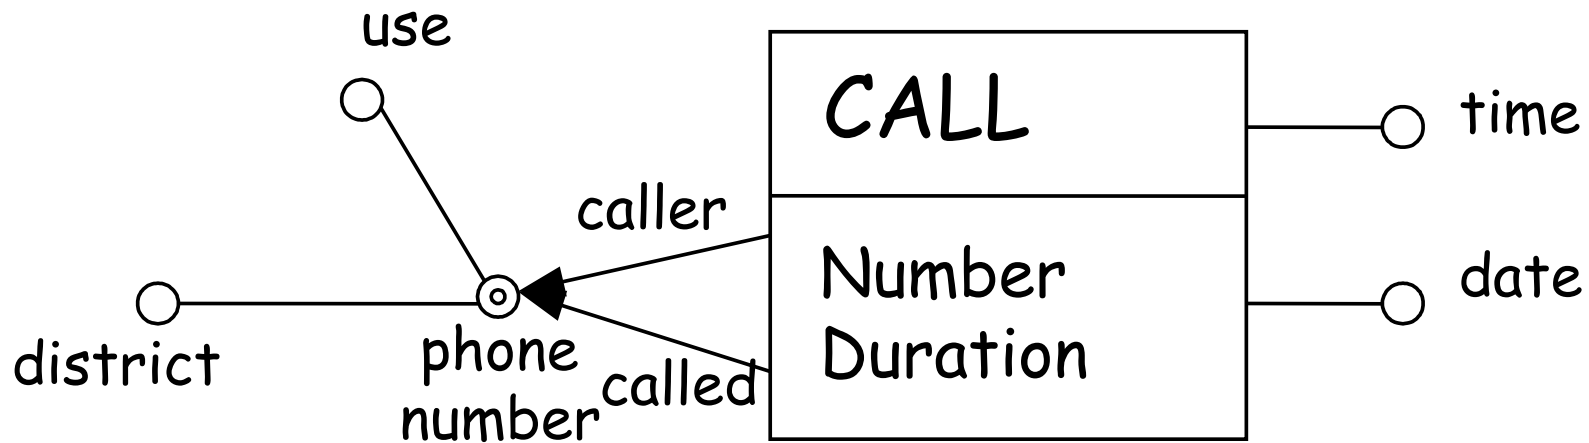 use
CALL
time
caller
Number
date
district
phone
number
called
Duration